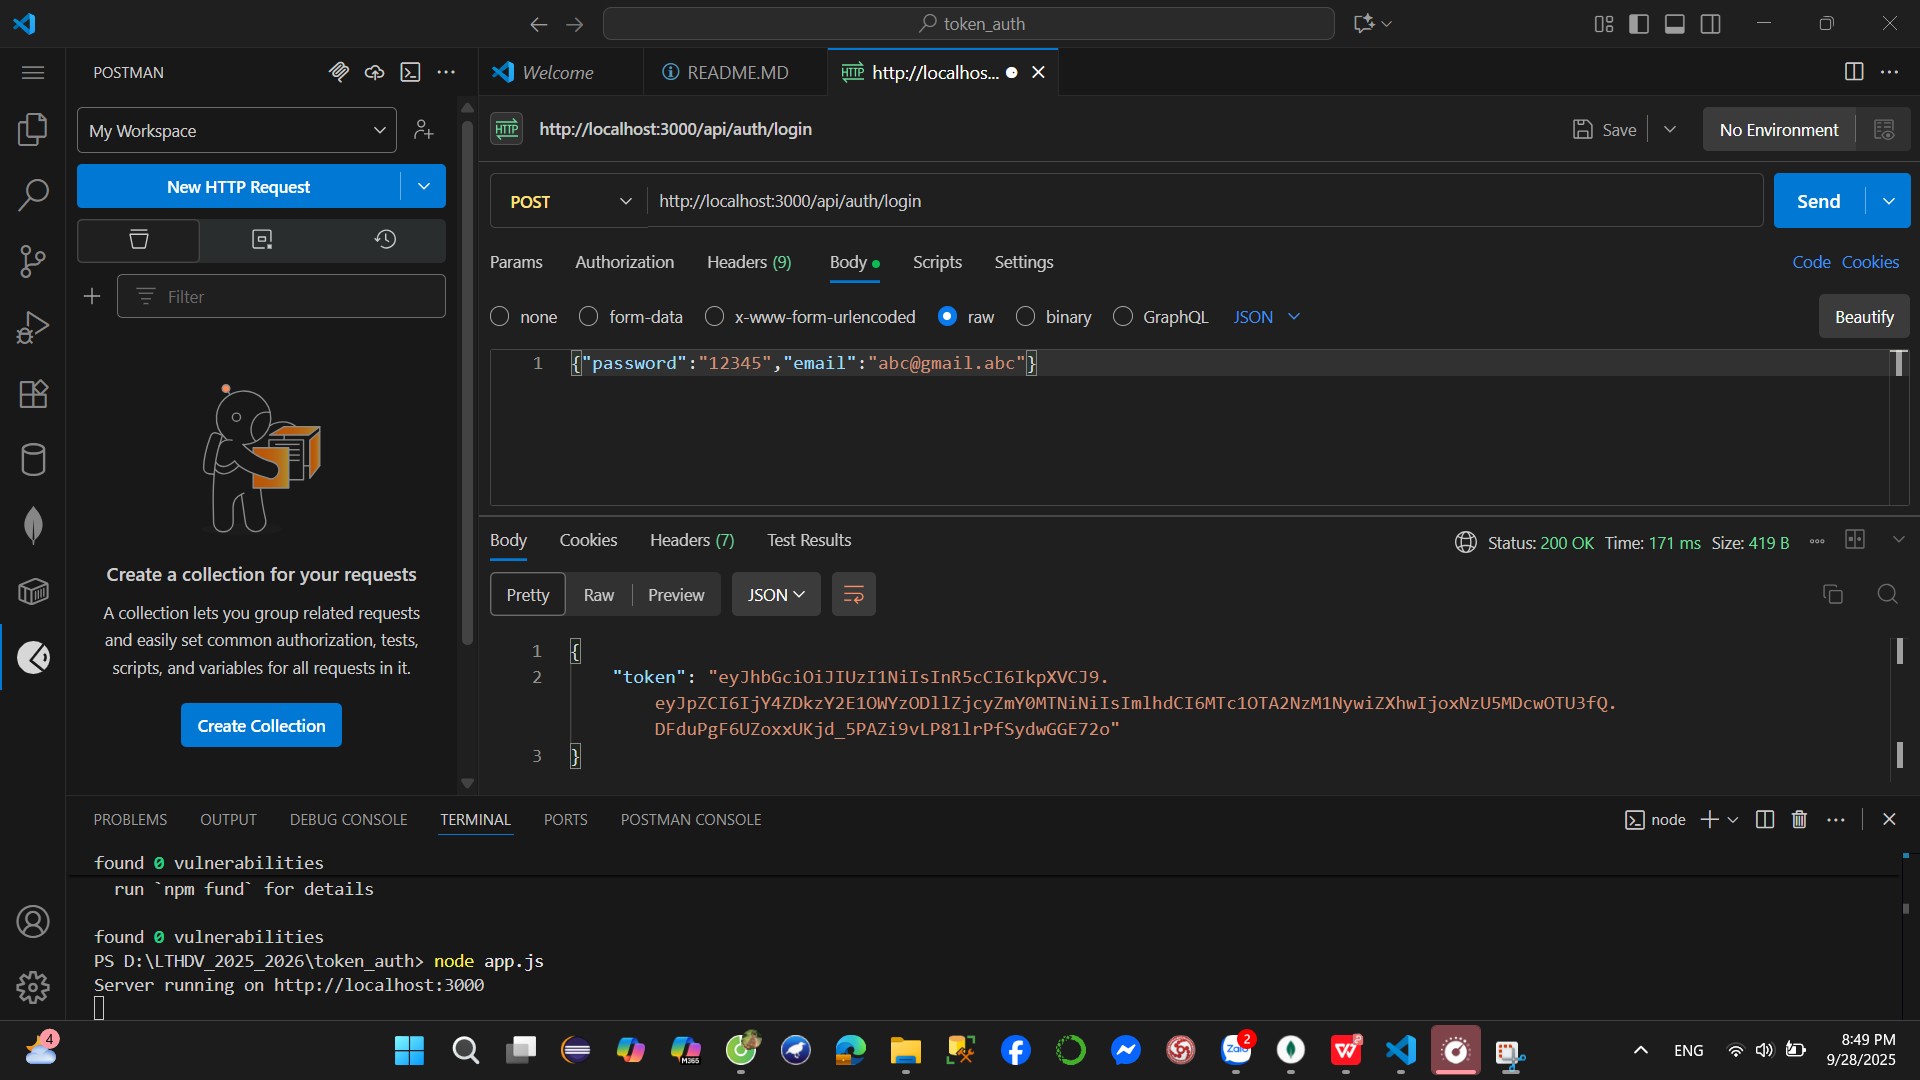 token_auth
POSTMAN
Welcome
README.MD
http://localhos...
My Workspace
HTTP
http://localhost:3000/api/auth/login
Save
No Environment
New HTTP Request
POST
http://localhost:3000/api/auth/login
Send
Params
Authorization
Headers (9)
Body
Scripts
Settings
Code
Cookies
Filter
none
form-data
x-www-form-urlencoded
raw
binary
GraphQL
JSON
Beautify
1
{"password":"12345","email":"abc@gmail.abc"}
Create a collection for your requests
A collection lets you group related requests
and easily set common authorization, tests,
scripts, and variables for all requests in it.
Create Collection
Body
Cookies
Headers (7)
Test Results
Status: 200 OK
Time: 171 ms
Size: 419 B
Pretty
Raw
Preview
JSON
1 {
2 "token": "eyJhbGciOiJIUzI1NiIsInR5cCI6IkpXVCJ9.
eyJpZCI6IjY4ZDkzY2E1OWYzODllZjcyZmY0MTNiNiIsImlhdCI6MTc1OTA2NzM1NywiZXhwIjoxNzU5MDcwOTU3fQ.
DFduPgF6UZoxxUKjd_5PAZi9vLP81lrPfSydwGGE72o"
3 }
PROBLEMS
OUTPUT
DEBUG CONSOLE
TERMINAL
PORTS
POSTMAN CONSOLE
node
found 0 vulnerabilities
run `npm fund` for details
found 0 vulnerabilities
PS D:\LTHDV_2025_2026\token_auth> node app.js
Server running on http://localhost:3000
4
M365
Zalo
2
ENG
8:49 PM
9/28/2025